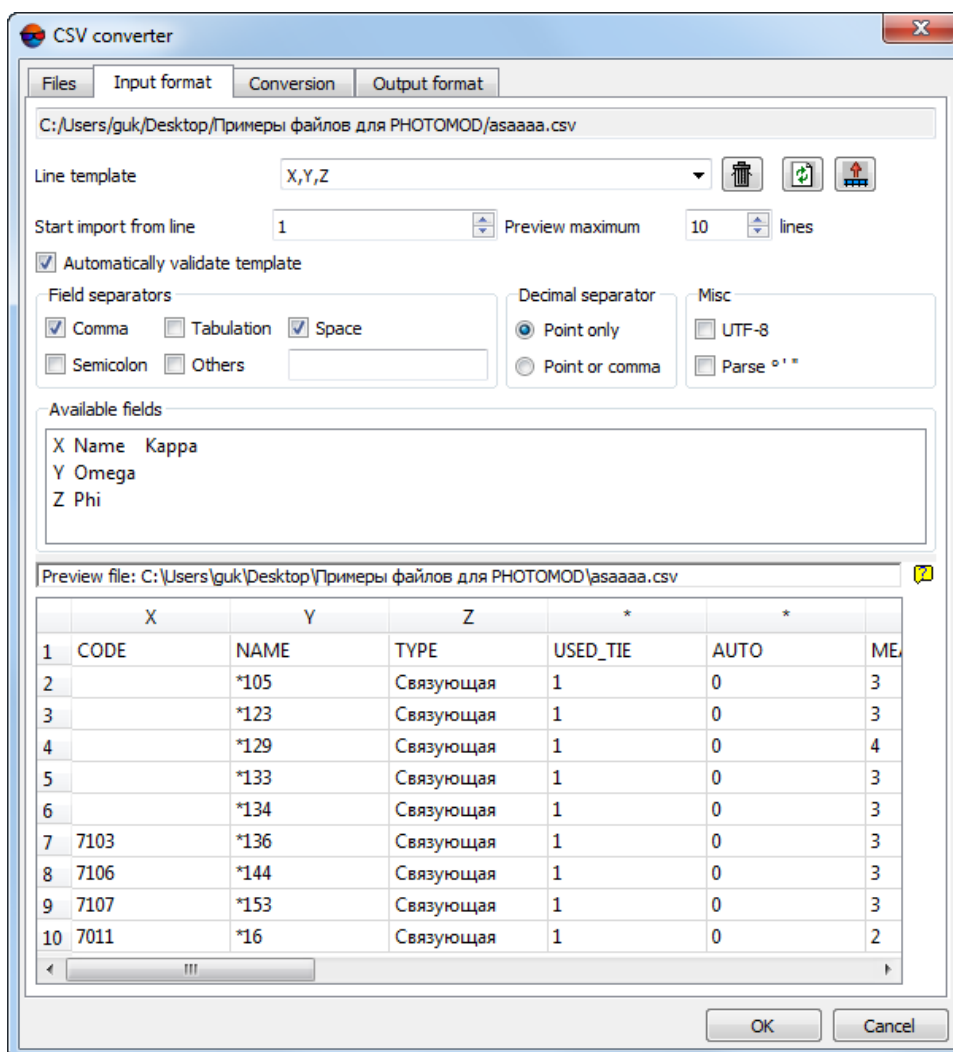 CSV converter
Files Input format Conversion Output format
C:/Users/guk/Desktop/Примеры файлов для PHOTOMOD/asaaaa.csv
Line template X,Y,Z
Start import from line 1 Preview maximum 10 lines
Automatically validate template
Field separators Decimal separator Misc
Comma Tabulation Space Point only UTF-8
Semicolon Others Point or comma Parse ° ' "
Available fields
X Name Kappa
Y Omega
Z Phi
Preview file: C:\Users\guk\Desktop\Примеры файлов для PHOTOMOD\asaaaa.csv
X Y Z * *
1 CODE NAME TYPE USED_TIE AUTO
2 *105 Связующая 1 0 3
3 *123 Связующая 1 0 3
4 *129 Связующая 1 0 4
5 *133 Связующая 1 0 3
6 *134 Связующая 1 0 3
7 7103 *136 Связующая 1 0 3
8 7106 *144 Связующая 1 0 3
9 7107 *153 Связующая 1 0 3
10 7011 *16 Связующая 1 0 2
OK Cancel